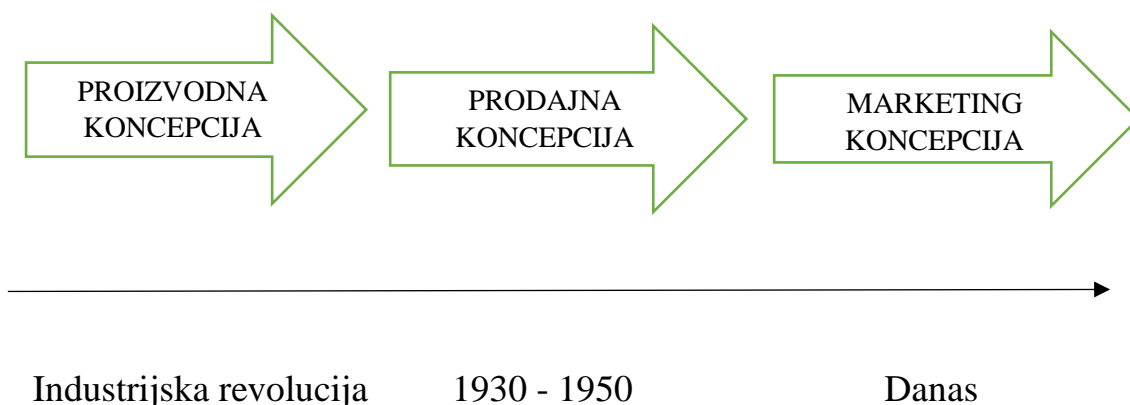 PROIZVODNA
KONCEPCIJA
PRODAJNA
KONCEPCIJA
MARKETING
KONCEPCIJA
Industrijska revolucija
1930 - 1950
Danas